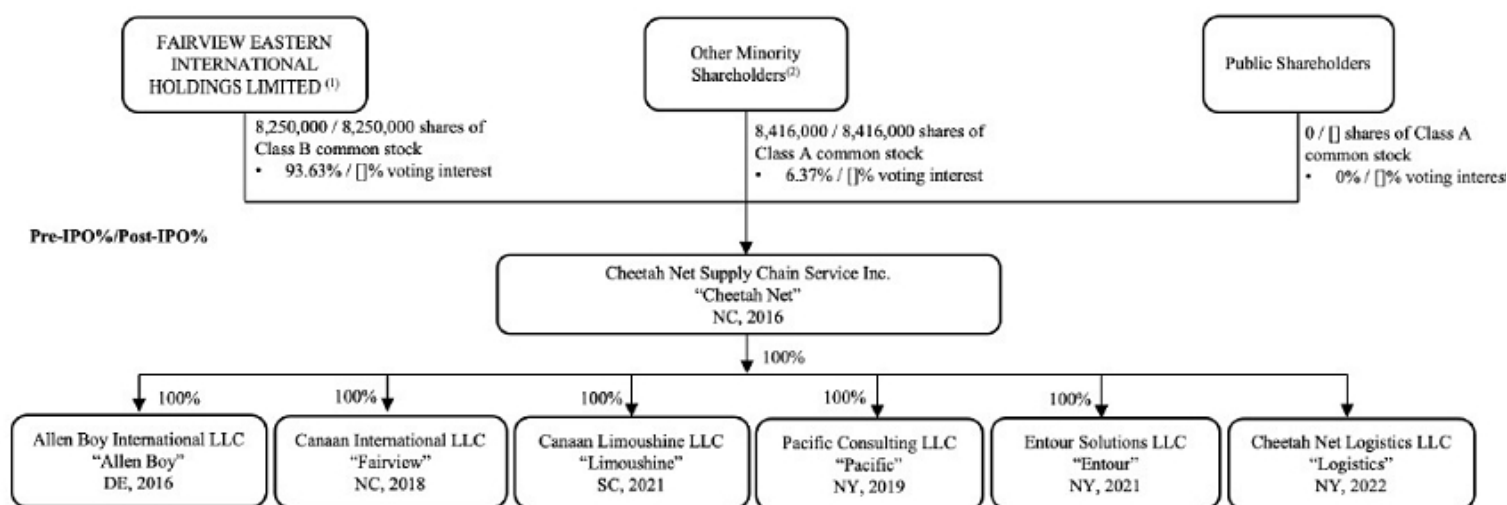 FAIRVIEW EASTERN
INTERNATIONAL
HOLDINGS LIMITED (1)
Other Minority
Shareholders(2)
Public Shareholders
8,250,000 / 8,250,000 shares of
Class B common stock
• 93.63% / []% voting interest
8,416,000 / 8,416,000 shares of
Class A common stock
• 6.37% / []% voting interest
0 / [] shares of Class A
common stock
• 0% / []% voting interest
Pre-IPO%/Post-IPO%
Cheetah Net Supply Chain Service Inc.
“Cheetah Net”
NC, 2016
100%
100%
100%
100%
100%
100%
Allen Boy International LLC
“Allen Boy”
DE, 2016
Canaan International LLC
“Fairview”
NC, 2018
Canaan Limoushine LLC
“Limoushine”
SC, 2021
Pacific Consulting LLC
“Pacific”
NY, 2019
Entour Solutions LLC
“Entour”
NY, 2021
Cheetah Net Logistics LLC
“Logistics”
NY, 2022